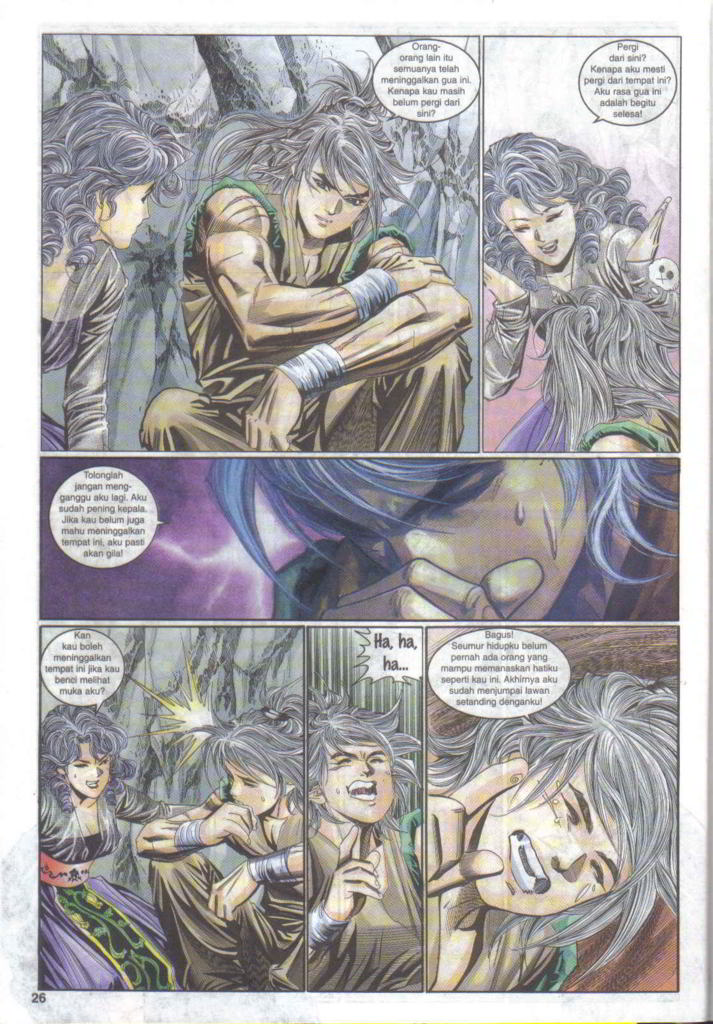 Orang-
orang lain itu
semuanya telah
meninggalkan gua ini.
Kenapa kau masih
belum pergi dari
sini?
Pergi
dari sini?
Kenapa aku mesti
pergi dari tempat ini?
Aku rasa gua ini
adalah begitu
selesa!
Tolonglah
jangan meng-
ganggu aku lagi. Aku
sudah pening kepala.
Jika kau belum juga
mahu meninggalkan
tempat ini, aku pasti
akan gila!
Kan
kau boleh
meninggalkan
tempat ini jika kau
benci melihat
muka aku?
Ha, ha,
ha...
Bagus!
Seumur hidupku belum
pernah ada orang yang
mampu memanaskan hatiku
seperti kau ini. Akhirnya aku
sudah menjumpai lawan
setanding denganku!
26